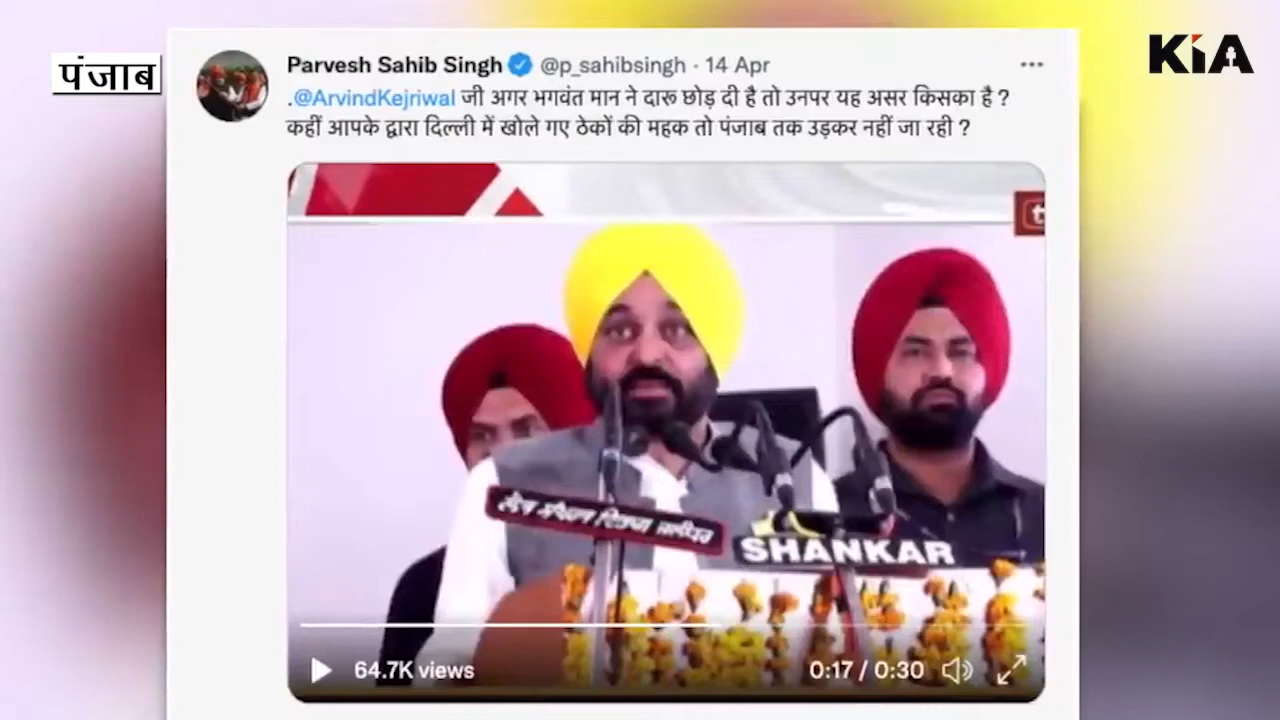 पंजाब
KiA
Parvesh Sahib Singh @p_sahibsingh · 14 Apr
.@ArvindKejriwal जी अगर भगवंत मान ने दारू छोड़ दी है तो उनपर यह असर किसका है ?
कहीं आपके द्वारा दिल्ली में खोले गए ठेकों की महक तो पंजाब तक उड़कर नहीं जा रही ?
SHANKAR
64.7K views
0:17 / 0:30